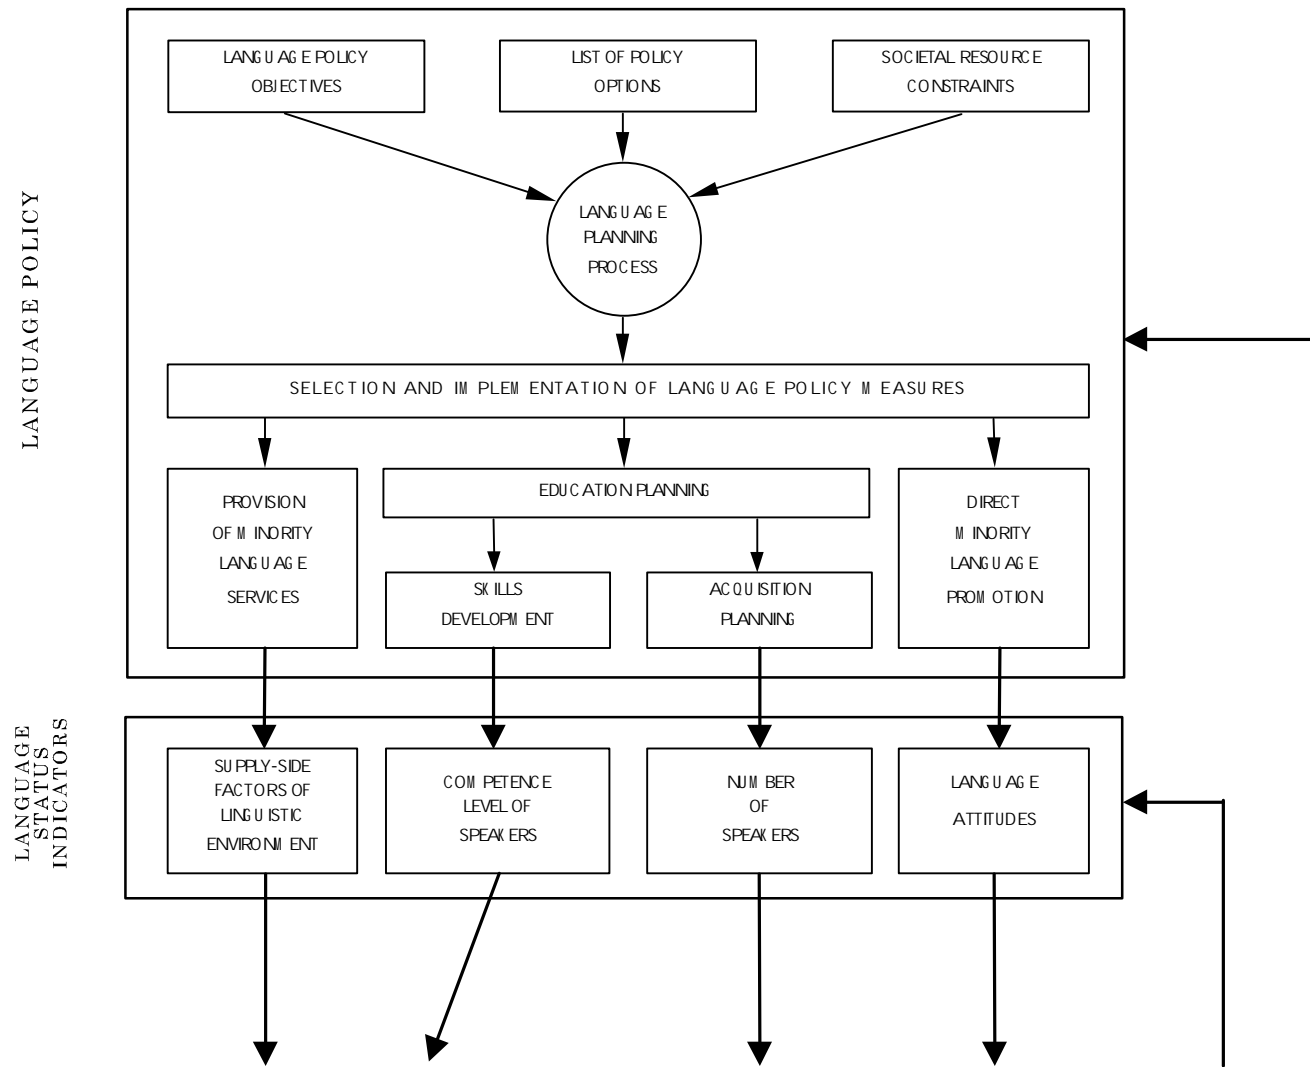 LANGUAGE POLICY
OBJECTIVES
LIST OF POLICY
OPTIONS
SOCIETAL RESOURCE
CONSTRAINTS
LANGUAGE
PLANNING
PROCESS
LANGUAGE POLICY
SELECTION AND IMPLEMENTATION OF LANGUAGE POLICY MEASURES
PROVISION
OF MINORITY
LANGUAGE
SERVICES
EDUCATION PLANNING
DIRECT
MINORITY
LANGUAGE
PROMOTION
SKILLS
DEVELOPMENT
ACQUISITION
PLANNING
LANGUAGE
STATUS
INDICATORS
SUPPLY-SIDE
FACTORS OF
LINGUISTIC
ENVIRONMENT
COMPETENCE
LEVEL OF
SPEAKERS
NUMBER
OF
SPEAKERS
LANGUAGE
ATTITUDES